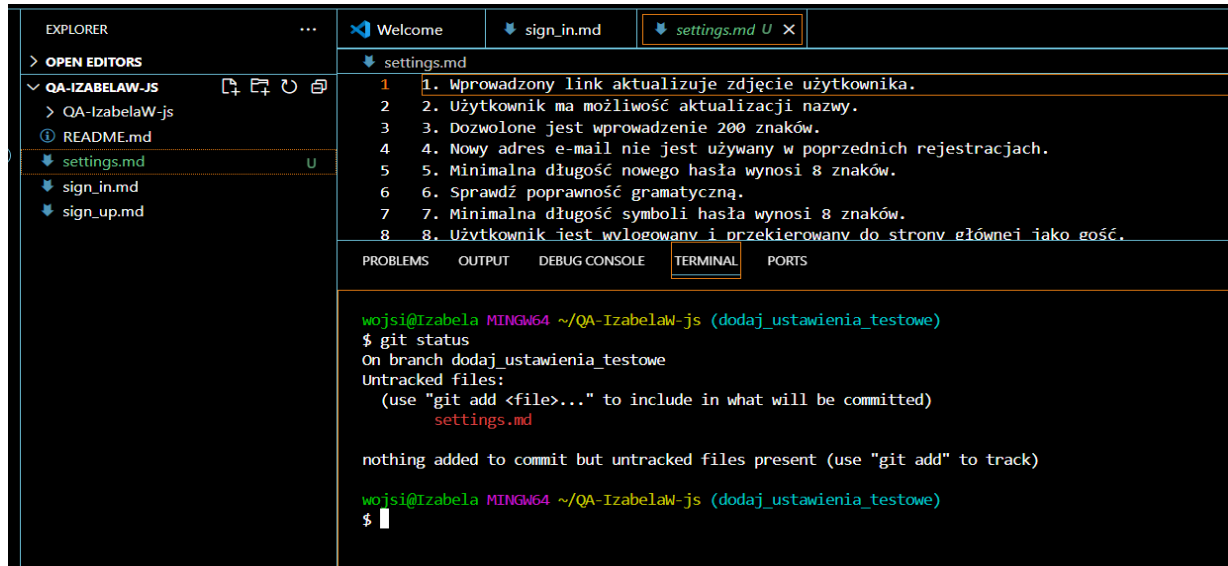 EXPLORER ...
OPEN EDITORS
QA-IZABELAW-JS
QA-IzabelaW-js
README.md
settings.md U
sign_in.md
sign_up.md
Welcome sign_in.md settings.md U
settings.md
1 1. Wprowadzony link aktualizuje zdjęcie użytkownika.
2 2. Użytkownik ma możliwość aktualizacji nazwy.
3 3. Dozwolone jest wprowadzenie 200 znaków.
4 4. Nowy adres e-mail nie jest używany w poprzednich rejestracjach.
5 5. Minimalna długość nowego hasła wynosi 8 znaków.
6 6. Sprawdź poprawność gramatyczną.
7 7. Minimalna długość symboli hasła wynosi 8 znaków.
8 8. Użytkownik jest wylogowany i przekierowany do strony głównej jako gość.
PROBLEMS OUTPUT DEBUG CONSOLE TERMINAL PORTS
wojsi@Izabela MINGW64 ~/QA-IzabelaW-js (dodaj_ustawienia_testowe)
$ git status
On branch dodaj_ustawienia_testowe
Untracked files:
(use "git add <file>..." to include in what will be committed)
settings.md
nothing added to commit but untracked files present (use "git add" to track)
wojsi@Izabela MINGW64 ~/QA-IzabelaW-js (dodaj_ustawienia_testowe)
$